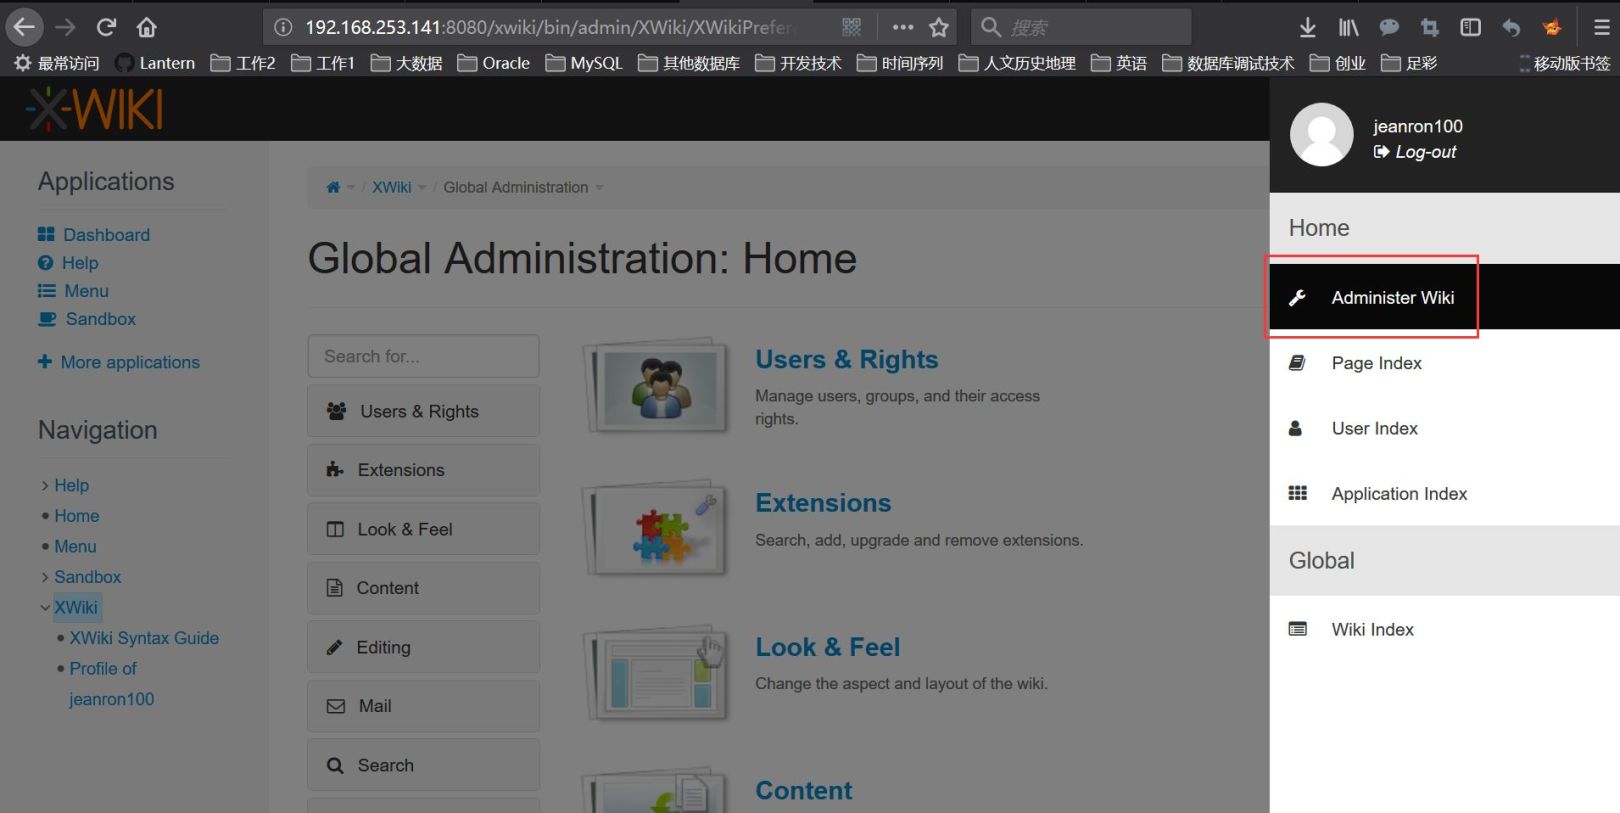 192.168.253.141:8080/xwiki/bin/admin/XWiki/XWikiPrefer
搜索
最常访问 Lantern 工作2 工作1 大数据 Oracle MySQL 其他数据库 开发技术 时间序列 人文历史地理 英语 数据库调试技术 创业 足彩 移动版书签
X-WIKI
jeanron100
Log-out
Applications
Dashboard
Help
Menu
Sandbox
More applications
Navigation
Help
Home
Menu
Sandbox
XWiki
XWiki Syntax Guide
Profile of
jeanron100
/ XWiki / Global Administration
Global Administration: Home
Search for...
Users & Rights
Extensions
Look & Feel
Content
Editing
Mail
Search
Users & Rights
Manage users, groups, and their access
rights.
Extensions
Search, add, upgrade and remove extensions.
Look & Feel
Change the aspect and layout of the wiki.
Content
Home
Administer Wiki
Page Index
User Index
Application Index
Global
Wiki Index